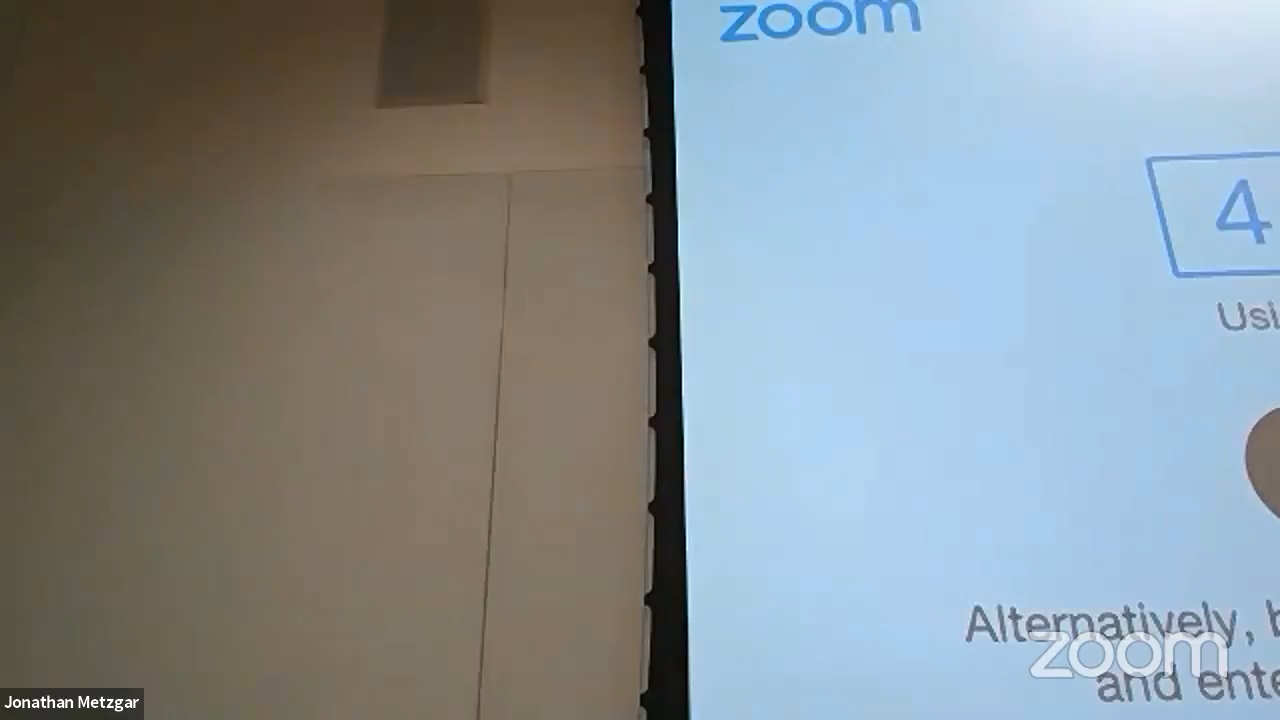 zoom
4
Usi
Alternatively, b
zoom
and ente
Jonathan Metzgar